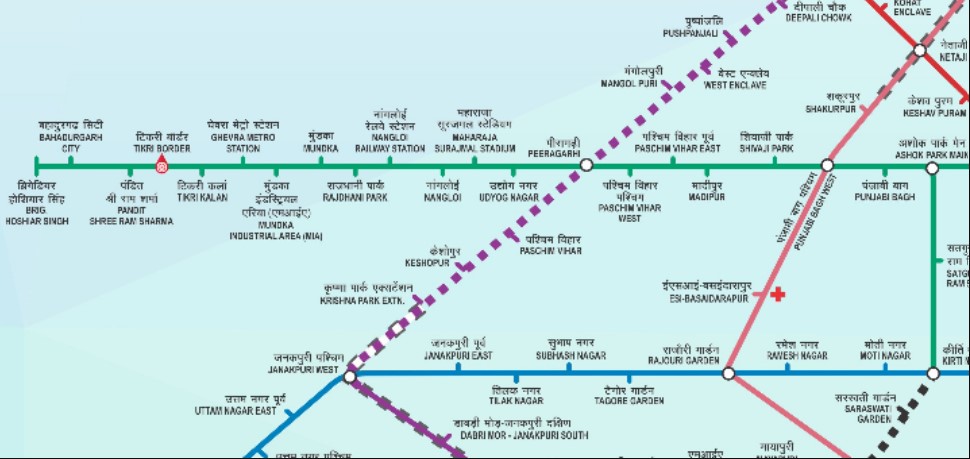 दीपाली चौक
DEEPALI CHOWK
KOHAT
ENCLAVE
पुष्पांजलि
PUSHPANJALI
नेताजी
NETAJI
मंगोलपुरी
MANGOL PURI
वेस्ट एन्क्लेव
WEST ENCLAVE
शकूरपुर
SHAKURPUR
केशव पुरम
KESHAV PURAM
बहादुरगढ़ सिटी
BAHADURGARH
CITY
टिकरी बार्डर
TIKRI BORDER
घेवरा मेट्रो स्टेशन
GHEVRA METRO
STATION
मुंडका
MUNDKA
नांगलोई
रेलवे स्टेशन
NANGLOI
RAILWAY STATION
महाराजा
सूरजमल स्टेडियम
MAHARAJA
SURAJMAL STADIUM
पीरागढ़ी
PEERAGARHI
पश्चिम विहार पूर्व
PASCHIM VIHAR EAST
शिवाजी पार्क
SHIVAJI PARK
अशोक पार्क मेन
ASHOK PARK MAIN
ब्रिगेडियर
होशियार सिंह
BRIG.
HOSHIAR SINGH
पंडित
श्री राम शर्मा
PANDIT
SHREE RAM SHARMA
टिकरी कलां
TIKRI KALAN
मुंडका
इंडस्ट्रियल
एरिया (एमआईए)
MUNDKA
INDUSTRIAL AREA (MIA)
राजधानी पार्क
RAJDHANI PARK
नांगलोई
NANGLOI
उद्योग नगर
UDYOG NAGAR
पश्चिम विहार
पश्चिम
PASCHIM VIHAR
WEST
मादीपुर
MADIPUR
पंजाबी बाग पश्चिम
PUNJABI BAGH WEST
पंजाबी बाग
PUNJABI BAGH
केशोपुर
KESHOPUR
पश्चिम विहार
PASCHIM VIHAR
सतगु
राम सिं
SATGU
RAM S
कृष्णा पार्क एक्सटेंशन
KRISHNA PARK EXTN.
ईएसआई-बसईदारापुर
ESI-BASAIDARAPUR
जनकपुरी पश्चिम
JANAKPURI WEST
जनकपुरी पूर्व
JANAKPURI EAST
सुभाष नगर
SUBHASH NAGAR
राजौरी गार्डन
RAJOURI GARDEN
रमेश नगर
RAMESH NAGAR
मोती नगर
MOTI NAGAR
कीर्ति न
KIRTI N
उत्तम नगर पूर्व
UTTAM NAGAR EAST
तिलक नगर
TILAK NAGAR
टैगोर गार्डन
TAGORE GARDEN
सरस्वती गार्डन
SARASWATI
GARDEN
डाबड़ी मोड़-जनकपुरी दक्षिण
DABRI MOR - JANAKPURI SOUTH
उत्तम नगर पश्चिम
एमआईए
मायापुरी